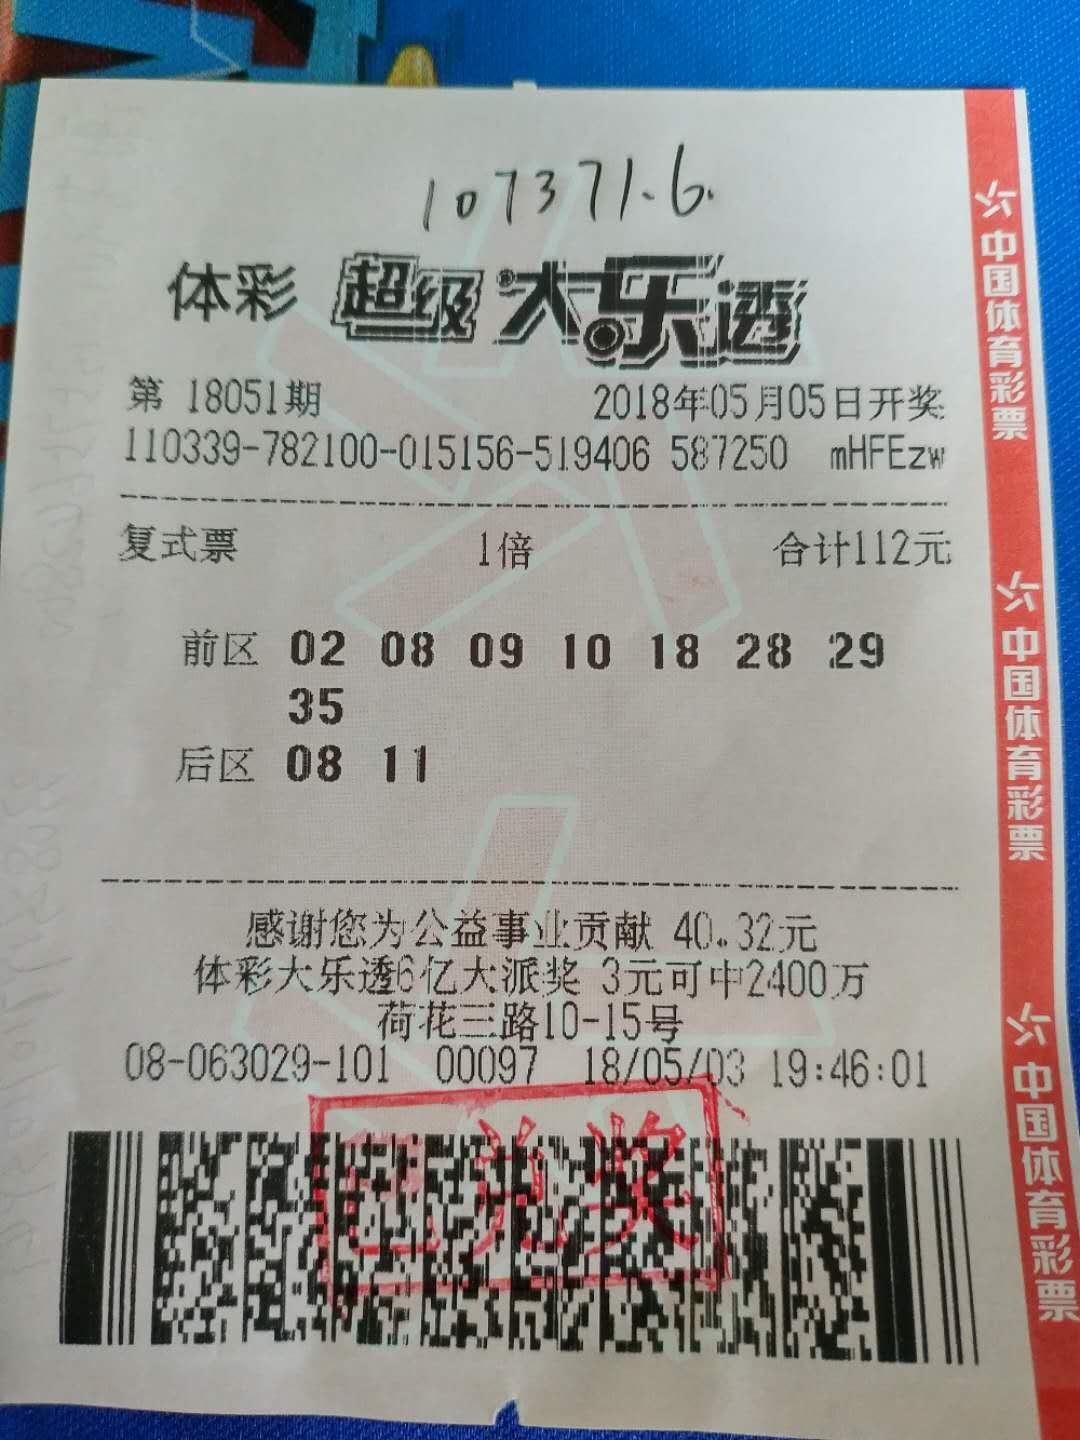 107371.6.
体彩 超级大乐透
第 18051期 2018年05月05日开奖
110339-782100-015156-519406 587250 mHFEzw
复式票 1倍 合计112元
前区 02 08 09 10 18 28 29
35
后区 08 11
感谢您为公益事业贡献 40.32元
体彩大乐透6亿大派奖 3元可中2400万
荷花三路10-15号
08-063029-101 00097 18/05/03 19:46:01
已兑奖
中国体育彩票
中国体育彩票
中国体育彩票